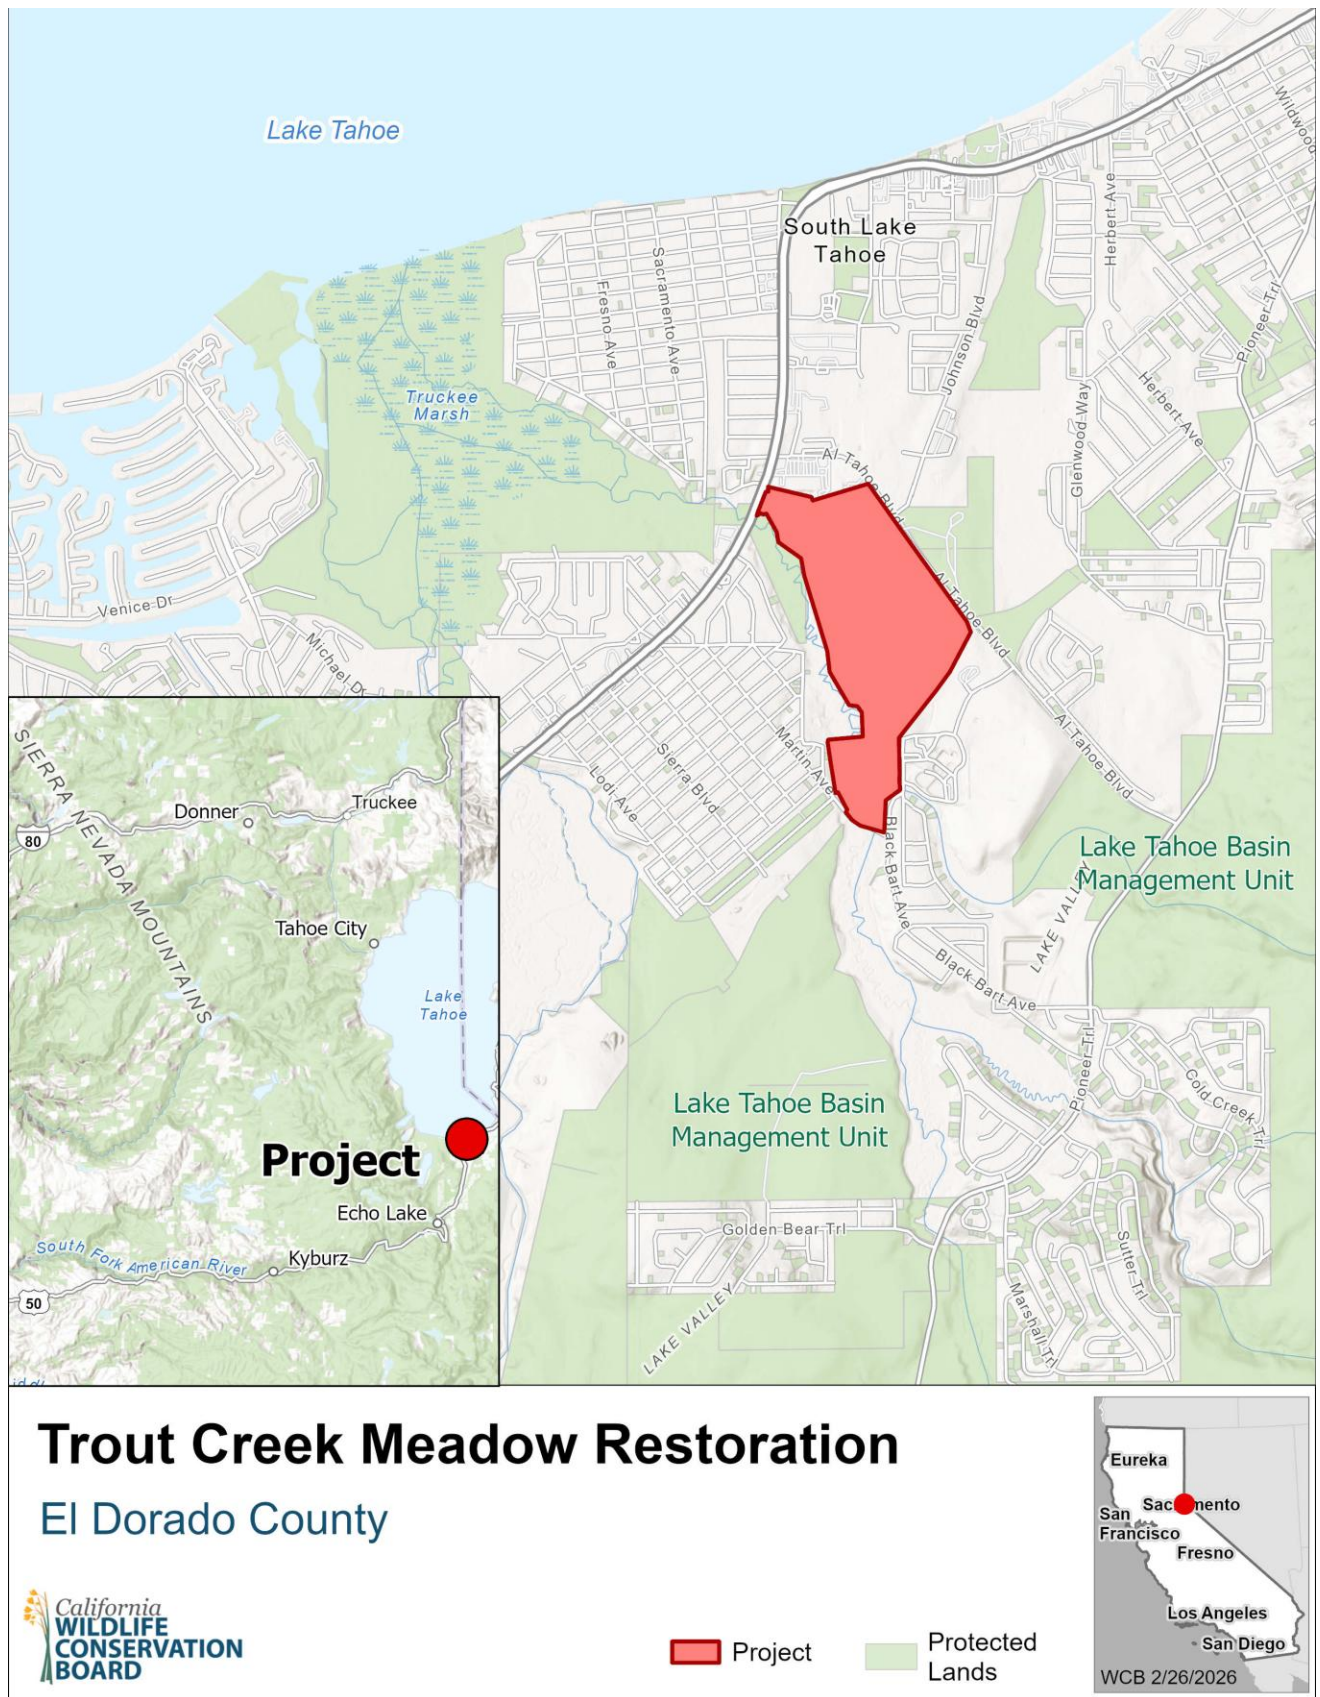 Lake Tahoe
Wildwood
Herbert Ave
South Lake
Tahoe
Sacramento Ave
Fresno Ave
Johnson Blvd
Pioneer Trl
Truckee
Marsh
Herbert Ave
Glenwood Way
Al Tahoe Blvd
Al Tahoe Blvd
Venice Dr
Michael Dr
Al Tahoe Blvd
Martin Ave
Sierra Blvd
Lodi Ave
Black Bart Ave
Lake Tahoe Basin
Management Unit
LAKE VALLEY
Black Bart Ave
Pioneer Trl
Cold Creek Trl
Lake Tahoe Basin
Management Unit
Golden Bear Trl
Sutter Trl
Marshall Trl
LAKE VALLEY
SIERRA NEVADA MOUNTAINS
Donner
Truckee
80
Tahoe City
Lake
Tahoe
Project
Echo Lake
South Fork American River
Kyburz
50
Trout Creek Meadow Restoration
El Dorado County
California
WILDLIFE
CONSERVATION
BOARD
Project
Protected
Lands
Eureka
Sacramento
San
Francisco
Fresno
Los Angeles
San Diego
WCB 2/26/2026